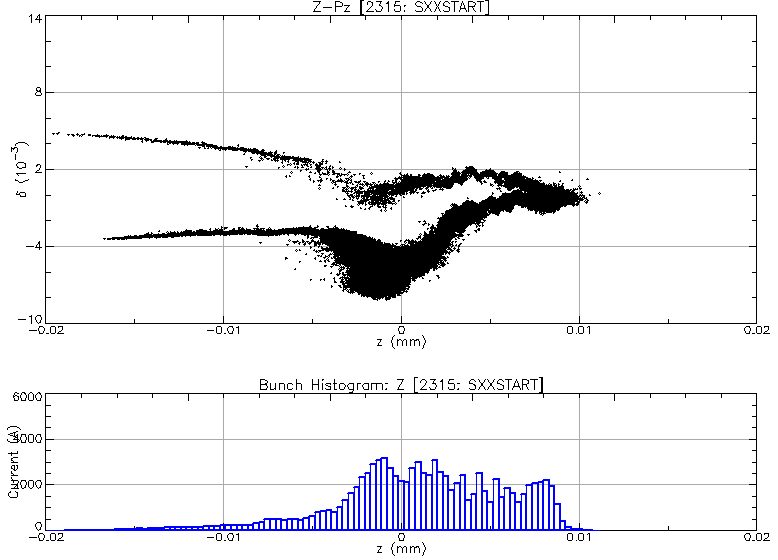 Z-Pz [2315: SXXSTART]
14
8
2
-4
-10
δ (10^-3)
-0.02 -0.01 0 0.01 0.02
z (mm)
Bunch Histogram: Z [2315: SXXSTART]
6000
4000
2000
0
Current (A)
-0.02 -0.01 0 0.01 0.02
z (mm)